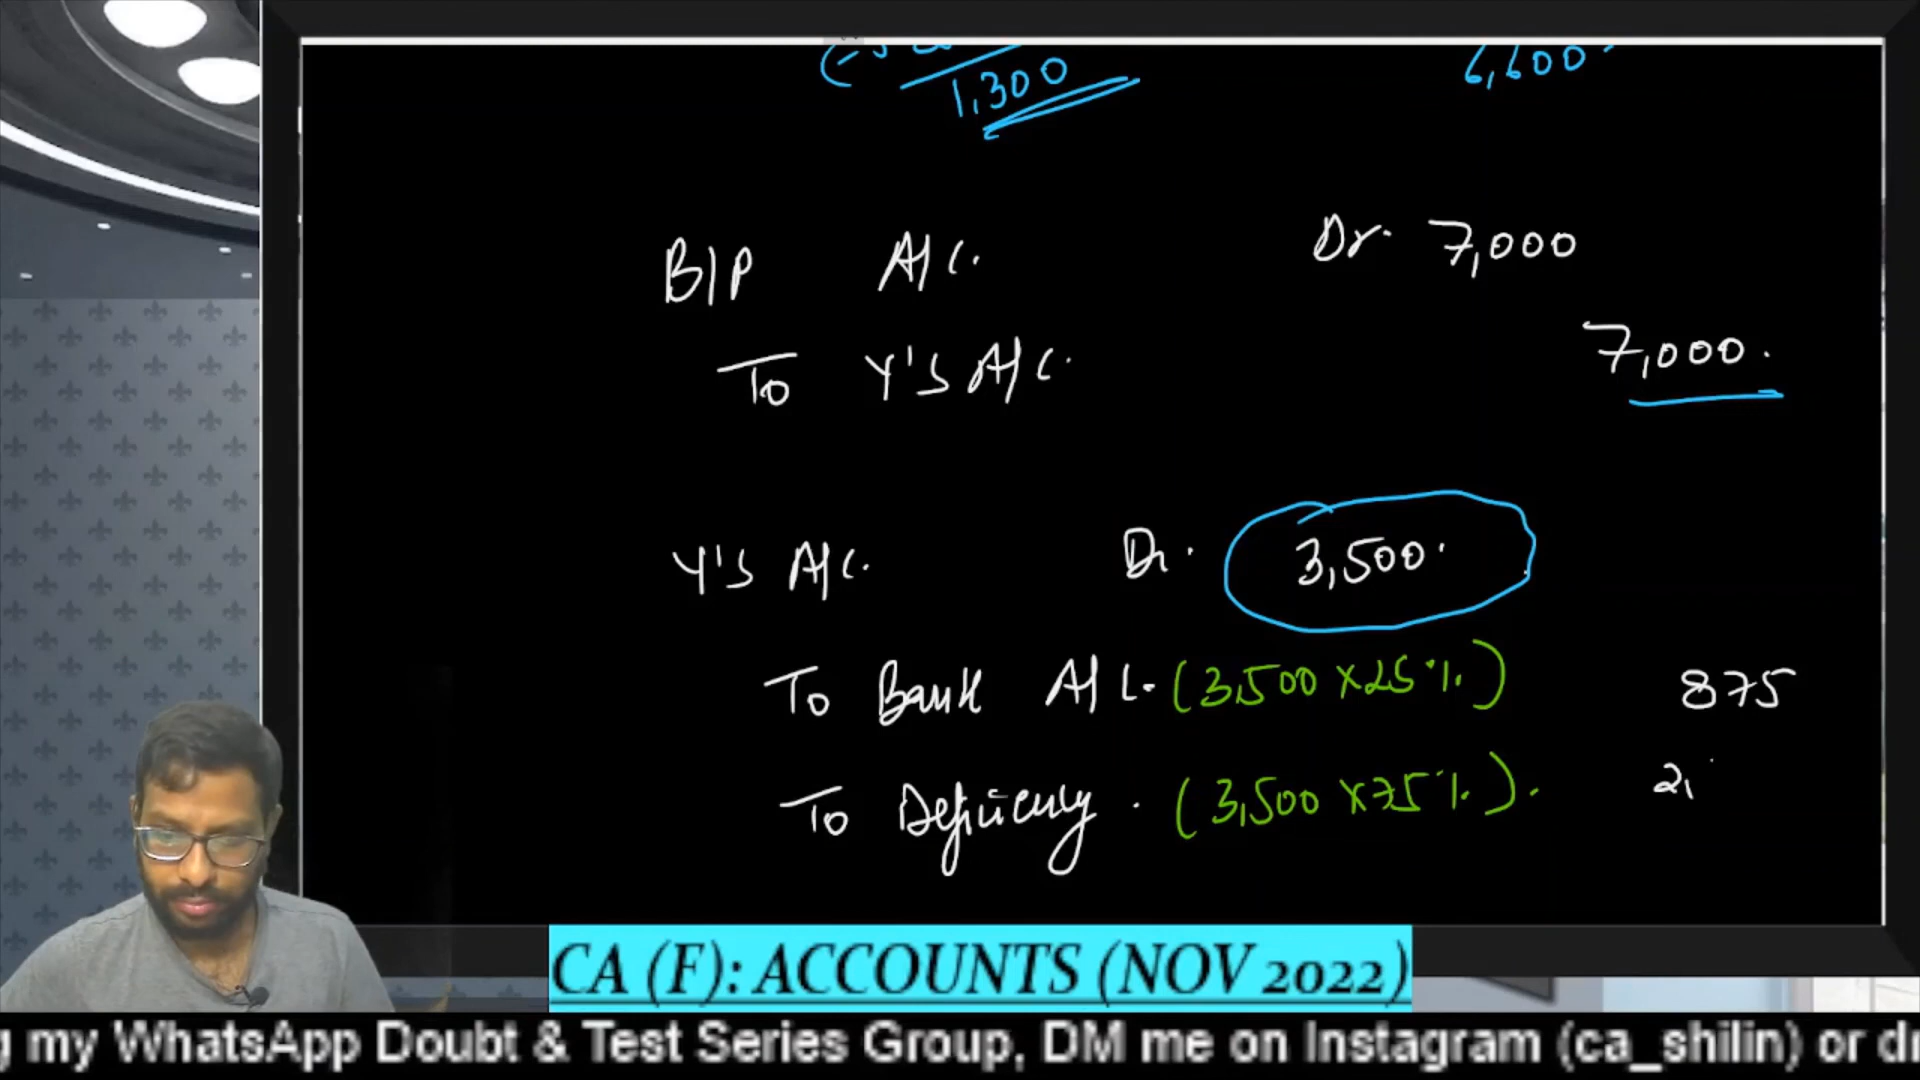 1,300
6,600
B/P A/C. Dr. 7,000
To Y's A/C. 7,000.
Y's A/C. Dr. 3,500.
To Bank A/C. (3,500 x 25%) 875
To Deficiency. (3,500 x 75%). 2,
CA (F): ACCOUNTS (NOV 2022)
my WhatsApp Doubt & Test Series Group, DM me on Instagram (ca_shilin) or